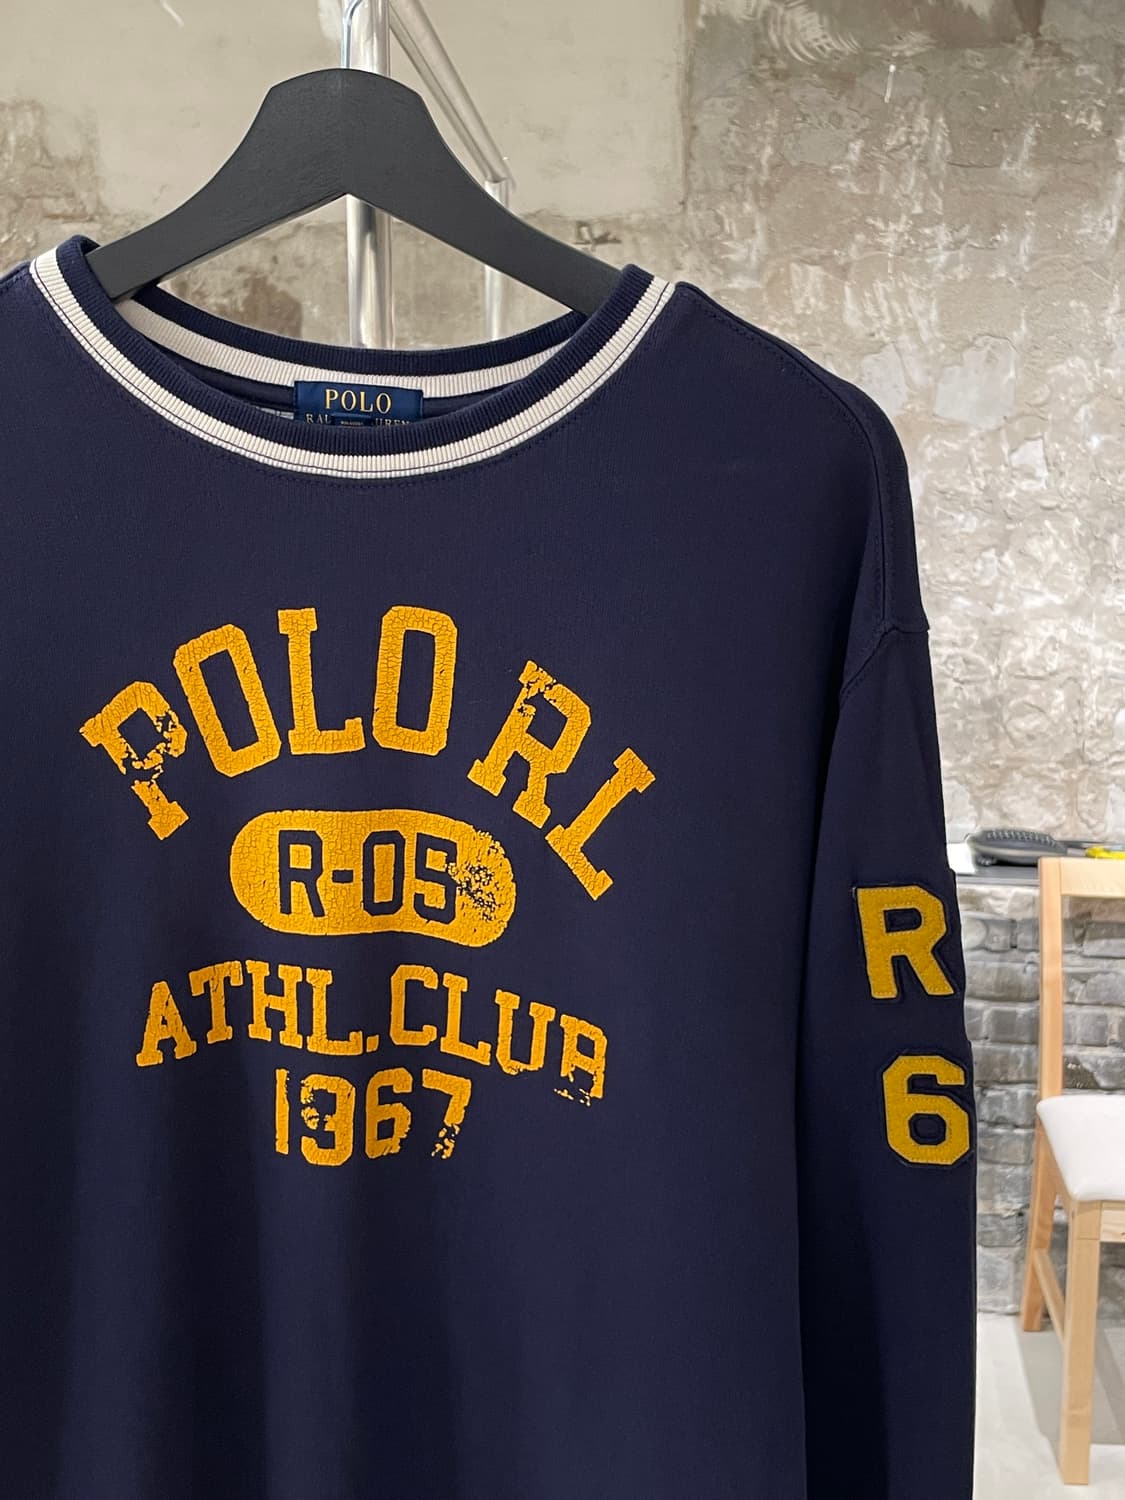 POLO
POLO RL
R-05
ATHL.CLUB
1967
R
6